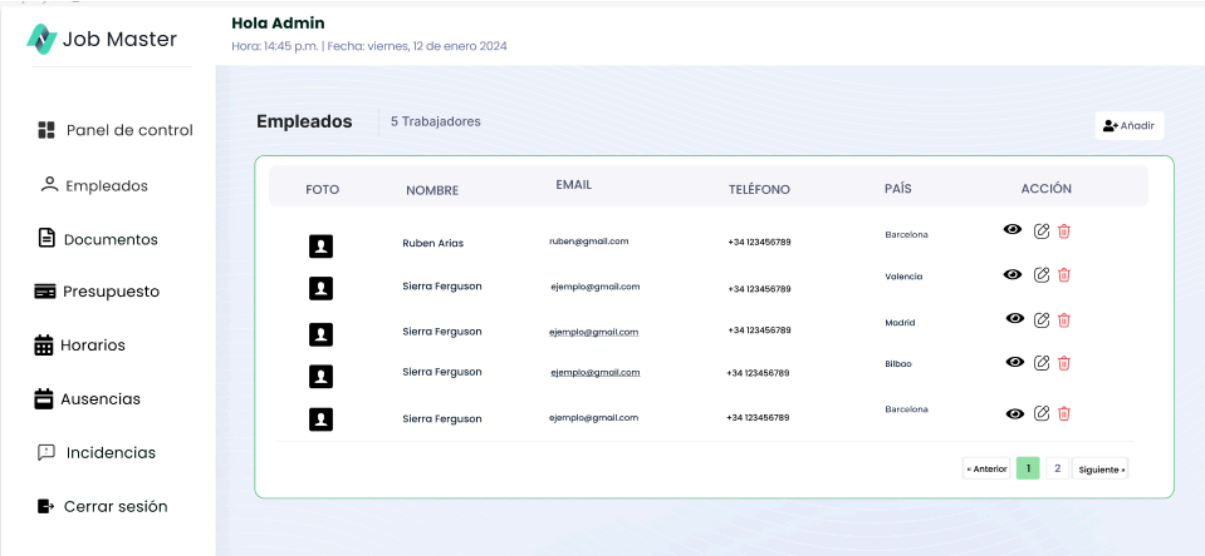 Job Master
Hola Admin
Hora: 14:45 p.m. | Fecha: viernes, 12 de enero 2024
Panel de control
Empleados
Documentos
Presupuesto
Horarios
Ausencias
Incidencias
Cerrar sesión
Empleados 5 Trabajadores Añadir
FOTO NOMBRE EMAIL TELÉFONO PAÍS ACCIÓN
Ruben Arias ruben@gmail.com +34 123456789 Barcelona
Sierra Ferguson ejemplo@gmail.com +34 123456789 Valencia
Sierra Ferguson ejemplo@gmail.com +34 123456789 Madrid
Sierra Ferguson ejemplo@gmail.com +34 123456789 Bilbao
Sierra Ferguson ejemplo@gmail.com +34 123456789 Barcelona
« Anterior 1 2 Siguiente »